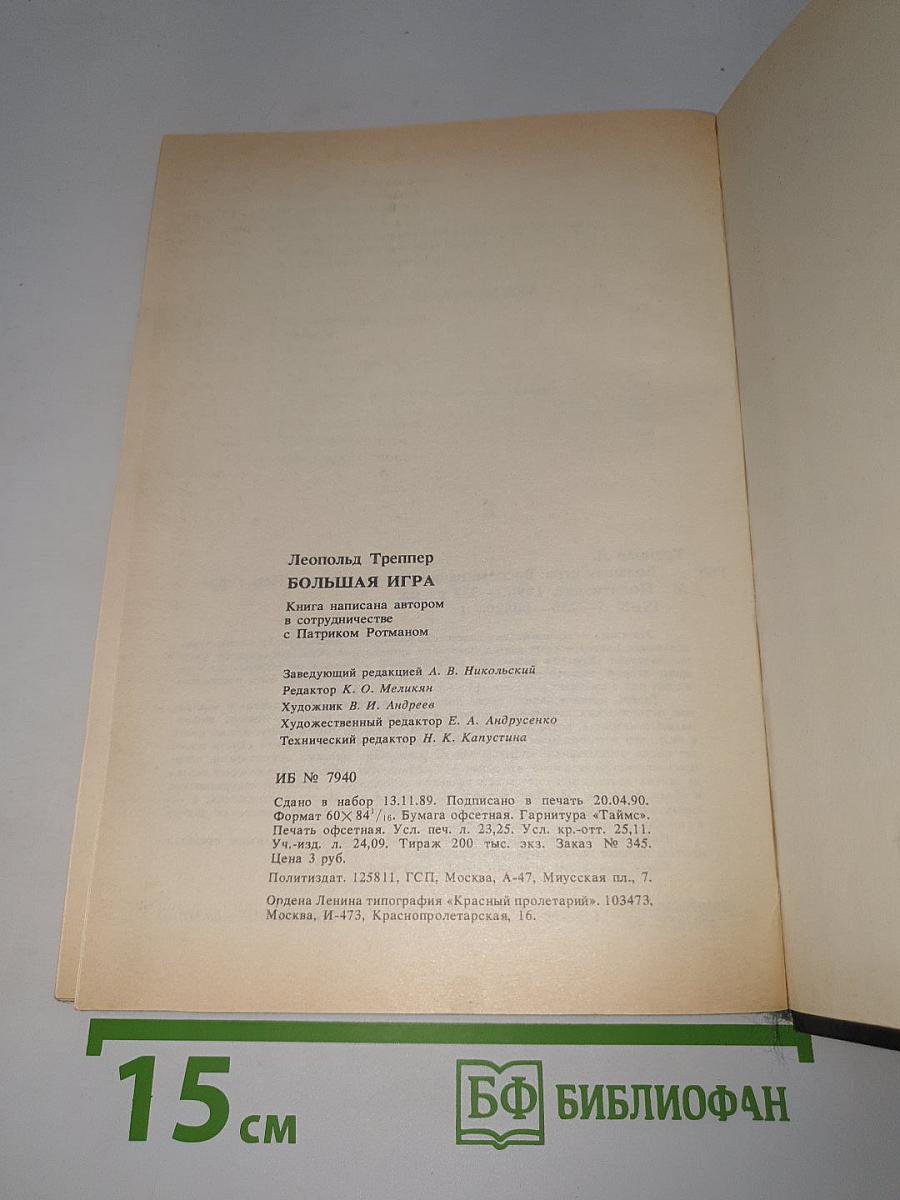 Леопольд Треппер
БОЛЬШАЯ ИГРА
Книга написана автором
в сотрудничестве
с Патриком Ротманом
Заведующий редакцией А. В. Никольский
Редактор К. О. Меликян
Художник В. И. Андреев
Художественный редактор Е. А. Андрусенко
Технический редактор Н. К. Капустина
ИБ № 7940
Сдано в набор 13.11.89. Подписано в печать 20.04.90.
Формат 60×84¹/₁₆. Бумага офсетная. Гарнитура «Таймс».
Печать офсетная. Усл. печ. л. 23,25. Усл. кр.-отт. 25,11.
Уч.-изд. л. 24,09. Тираж 200 тыс. экз. Заказ № 345.
Цена 3 руб.
Политиздат. 125811, ГСП, Москва, А-47, Миусская пл., 7.
Ордена Ленина типография «Красный пролетарий». 103473,
Москва, И-473, Краснопролетарская, 16.
15 см
БФ БИБЛИОФАН